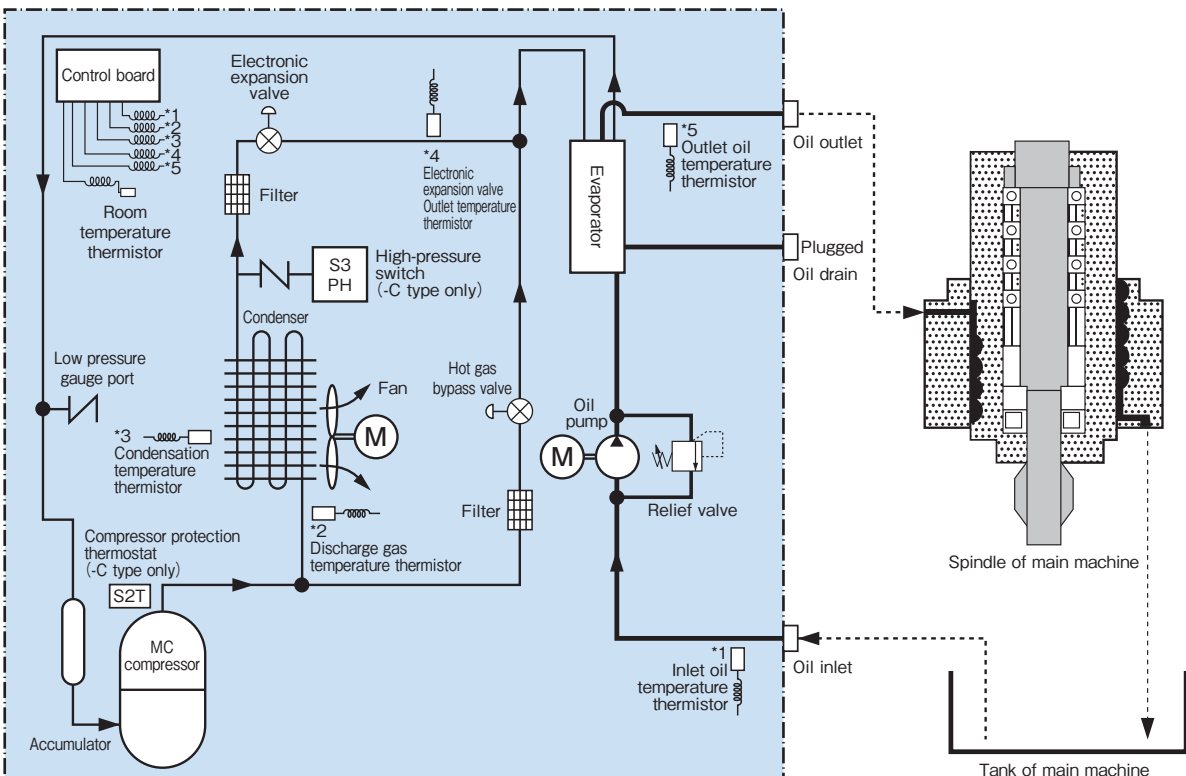 Control board
*1
*2
*3
*4
*5
Room
temperature
thermistor
Electronic
expansion
valve
Filter
*4
Electronic
expansion valve
Outlet temperature
thermistor
Evaporator
*5
Outlet oil
temperature
thermistor
Oil outlet
Plugged
Oil drain
S3
PH
High-pressure
switch
(-C type only)
Condenser
Low pressure
gauge port
Fan
M
Hot gas
bypass valve
Oil
pump
M
*3
Condensation
temperature
thermistor
Filter
Relief valve
*2
Discharge gas
temperature thermistor
Compressor protection
thermostat
(-C type only)
S2T
MC
compressor
Accumulator
*1
Inlet oil
temperature
thermistor
Oil inlet
Spindle of main machine
Tank of main machine